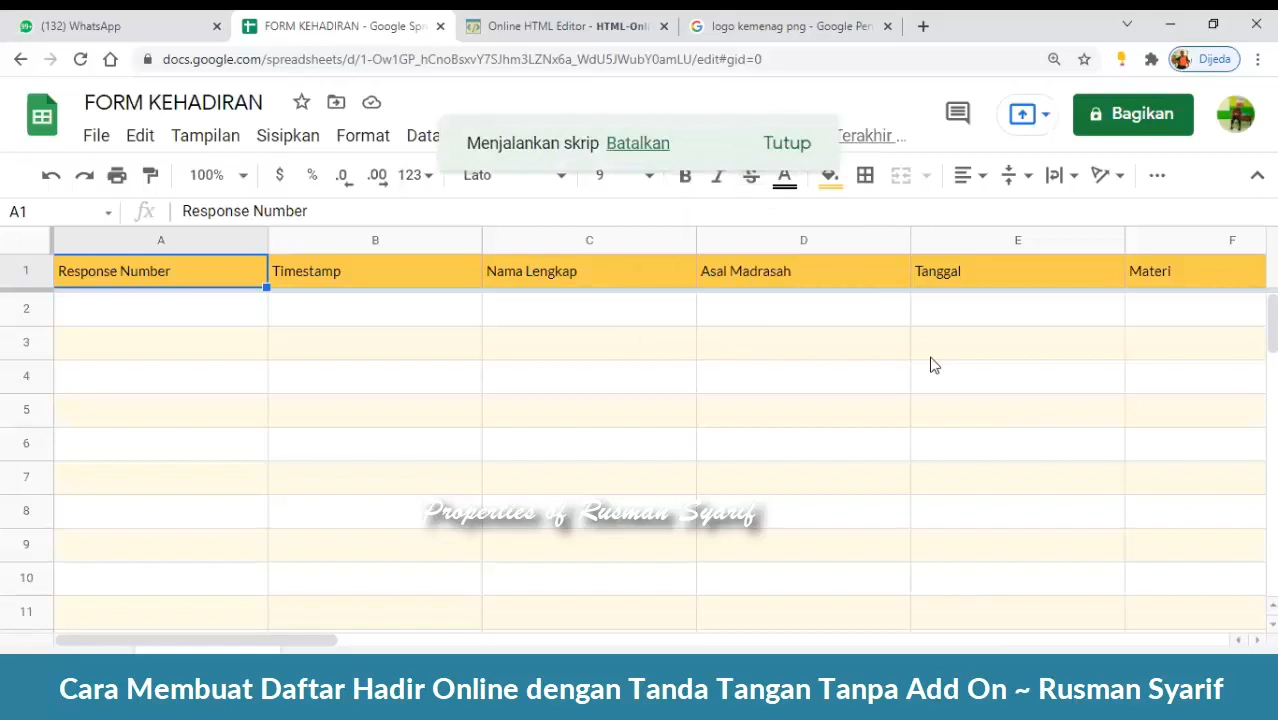 (132) WhatsApp
FORM KEHADIRAN - Google Spr
Online HTML Editor - HTML-Onl
logo kemenag png - Google Pen
docs.google.com/spreadsheets/d/1-Ow1GP_hCnoBsxvY7SJhm3LZNx6a_WdU5JWubY0amLU/edit#gid=0
Dijeda
FORM KEHADIRAN
Bagikan
File Edit Tampilan Sisipkan Format Data
Terakhir ...
Menjalankan skrip Batalkan Tutup
100% $ % .0 .00 123 Lato 9 B I S A
A1 fx Response Number
A B C D E F
1 Response Number Timestamp Nama Lengkap Asal Madrasah Tanggal Materi
2
3
4
5
6
7
8
Properties of Rusman Syarif
9
10
11
Cara Membuat Daftar Hadir Online dengan Tanda Tangan Tanpa Add On ~ Rusman Syarif